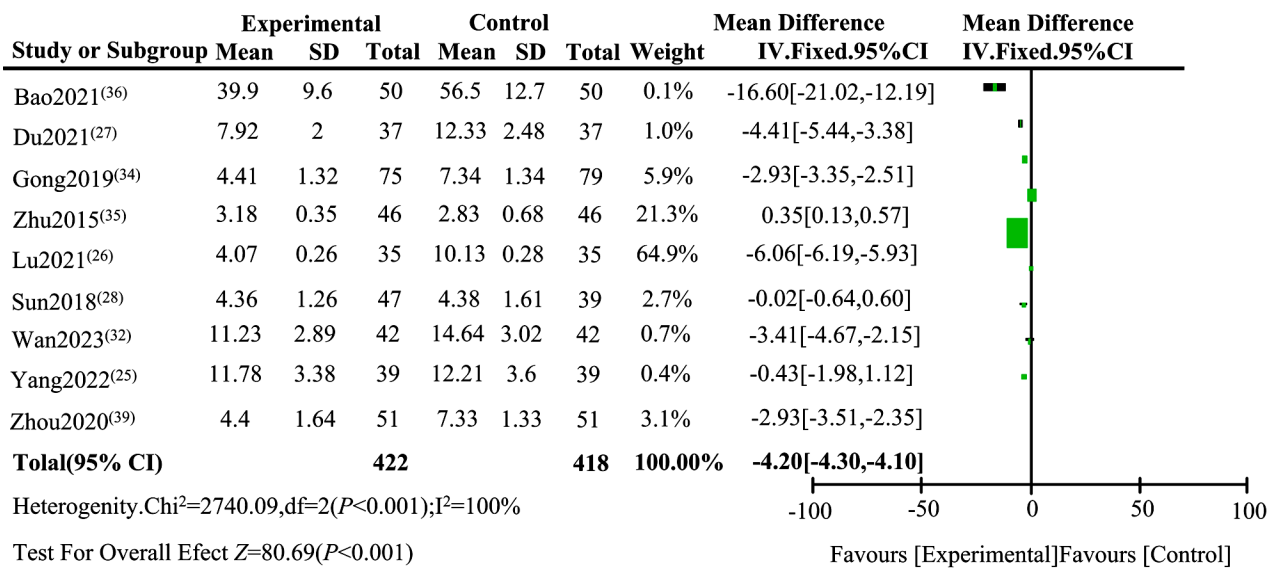 Experimental Control Mean Difference Mean Difference
Study or Subgroup Mean SD Total Mean SD Total Weight IV.Fixed.95%CI IV.Fixed.95%CI
Bao2021(36) 39.9 9.6 50 56.5 12.7 50 0.1% -16.60[-21.02,-12.19]
Du2021(27) 7.92 2 37 12.33 2.48 37 1.0% -4.41[-5.44,-3.38]
Gong2019(34) 4.41 1.32 75 7.34 1.34 79 5.9% -2.93[-3.35,-2.51]
Zhu2015(35) 3.18 0.35 46 2.83 0.68 46 21.3% 0.35[0.13,0.57]
Lu2021(26) 4.07 0.26 35 10.13 0.28 35 64.9% -6.06[-6.19,-5.93]
Sun2018(28) 4.36 1.26 47 4.38 1.61 39 2.7% -0.02[-0.64,0.60]
Wan2023(32) 11.23 2.89 42 14.64 3.02 42 0.7% -3.41[-4.67,-2.15]
Yang2022(25) 11.78 3.38 39 12.21 3.6 39 0.4% -0.43[-1.98,1.12]
Zhou2020(39) 4.4 1.64 51 7.33 1.33 51 3.1% -2.93[-3.51,-2.35]
Tolal(95% CI) 422 418 100.00% -4.20[-4.30,-4.10]
Heterogenity.Chi²=2740.09,df=2(P<0.001);I²=100%
-100 -50 0 50 100
Test For Overall Efect Z=80.69(P<0.001)
Favours [Experimental]Favours [Control]